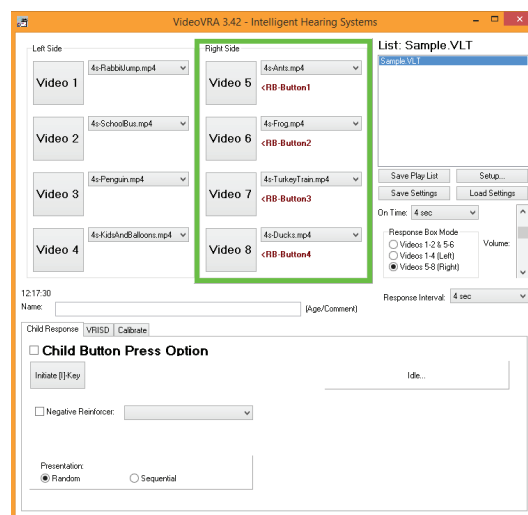 VideoVRA 3.42 - Intelligent Hearing Systems
Left Side
Video 1
4s-RabbiJump.mp4
Video 2
4s-SchoolBus.mp4
Video 3
4s-Penguin.mp4
Video 4
4s-KidsAndBalloons.mp4
Right Side
Video 5
4s-Ants.mp4
<RB-Button1
Video 6
4s-Frog.mp4
<RB-Button2
Video 7
4s-TurkeyTrain.mp4
<RB-Button3
Video 8
4s-Ducks.mp4
<RB-Button4
List: Sample.VLT
Sample.VLT
Save Play List
Setup...
Save Settings
Load Settings
On Time:
4 sec
Response Box Mode
Videos 1-2 & 5-6
Videos 1-4 (Left)
Videos 5-8 (Right)
Volume:
Response Interval:
4 sec
12:17:30
Name:
(Age/Comment)
Child Response
VRISD
Calibrate
Child Button Press Option
Initiate [I]-Key
Idle...
Negative Reinforcer:
Presentation:
Random
Sequential